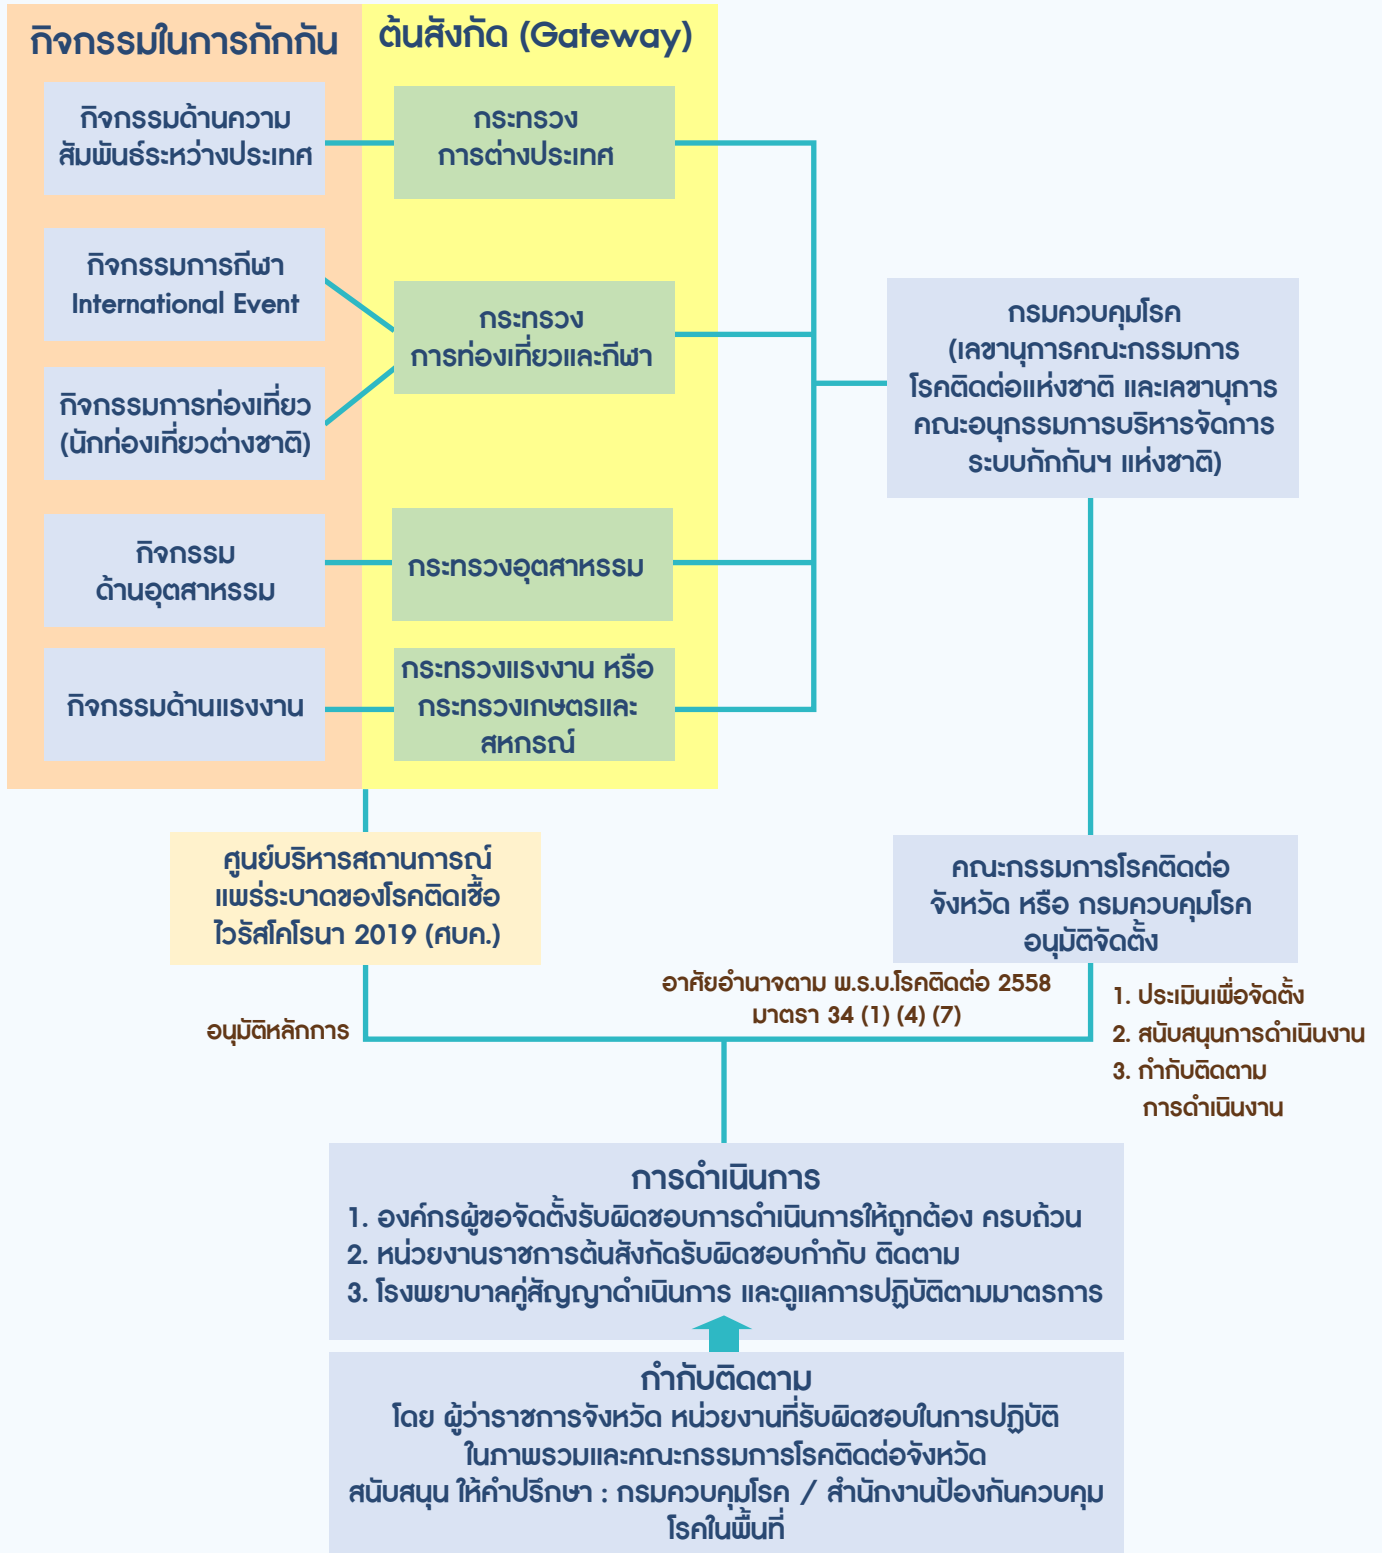 กิจกรรมในการกักกัน
ต้นสังกัด (Gateway)
กิจกรรมด้านความ
สัมพันธ์ระหว่างประเทศ
กระทรวง
การต่างประเทศ
กิจกรรมการกีฬา
International Event
กระทรวง
การท่องเที่ยวและกีฬา
กิจกรรมการท่องเที่ยว
(นักท่องเที่ยวต่างชาติ)
กิจกรรม
ด้านอุตสาหรรม
กระทรวงอุตสาหรรม
กิจกรรมด้านแรงงาน
กระทรวงแรงงาน หรือ
กระทรวงเกษตรและ
สหกรณ์
กรมควบคุมโรค
(เลขานุการคณะกรรมการ
โรคติดต่อแห่งชาติ และเลขานุการ
คณะอนุกรรมการบริหารจัดการ
ระบบกักกันฯ แห่งชาติ)
ศูนย์บริหารสถานการณ์
แพร่ระบาดของโรคติดเชื้อ
ไวรัสโคโรนา 2019 (ศบค.)
คณะกรรมการโรคติดต่อ
จังหวัด หรือ กรมควบคุมโรค
อนุมัติจัดตั้ง
อนุมัติหลักการ
อาศัยอำนาจตาม พ.ร.บ.โรคติดต่อ 2558
มาตรา 34 (1) (4) (7)
1. ประเมินเพื่อจัดตั้ง
2. สนับสนุนการดำเนินงาน
3. กำกับติดตาม
การดำเนินงาน
การดำเนินการ
1. องค์กรผู้ขอจัดตั้งรับผิดชอบการดำเนินการให้ถูกต้อง ครบถ้วน
2. หน่วยงานราชการต้นสังกัดรับผิดชอบกำกับ ติดตาม
3. โรงพยาบาลคู่สัญญาดำเนินการ และดูแลการปฏิบัติตามมาตรการ
กำกับติดตาม
โดย ผู้ว่าราชการจังหวัด หน่วยงานที่รับผิดชอบในการปฏิบัติ
ในภาพรวมและคณะกรรมการโรคติดต่อจังหวัด
สนับสนุน ให้คำปรึกษา : กรมควบคุมโรค / สำนักงานป้องกันควบคุม
โรคในพื้นที่